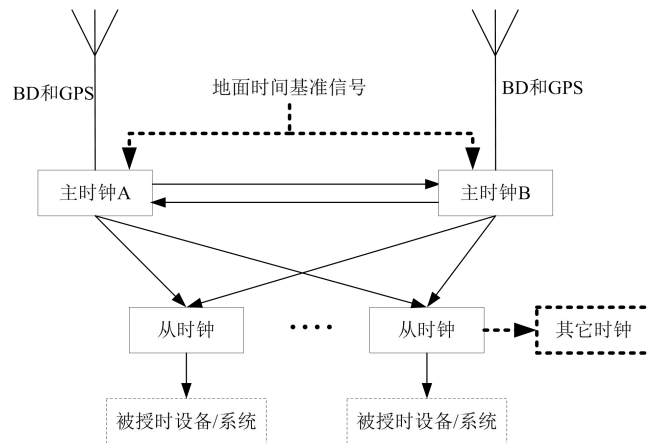 BD和GPS
地面时间基准信号
BD和GPS
主时钟A
主时钟B
从时钟
从时钟
其它时钟
被授时设备/系统
被授时设备/系统